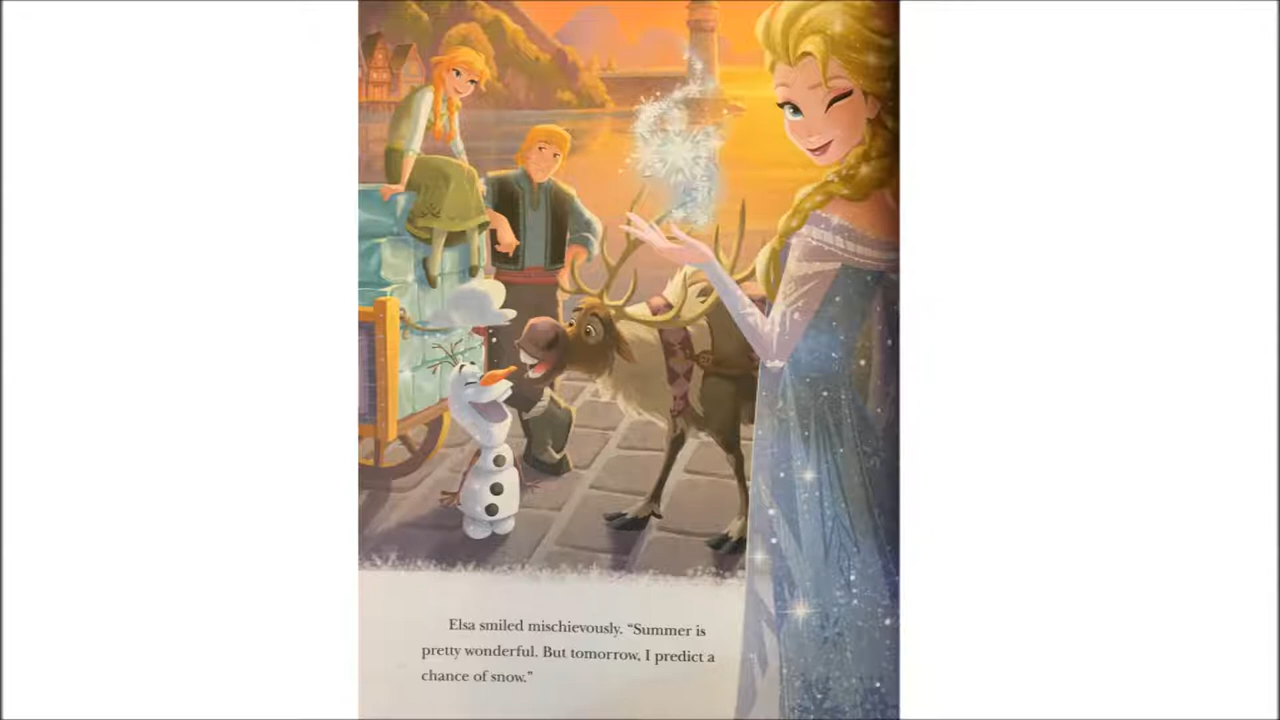 Elsa smiled mischievously. “Summer is
pretty wonderful. But tomorrow, I predict a
chance of snow.”